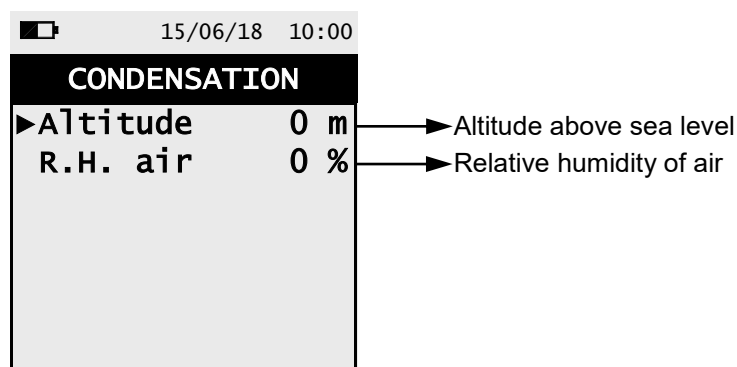 15/06/18 10:00
CONDENSATION
►Altitude 0 m
Altitude above sea level
R.H. air 0 %
Relative humidity of air